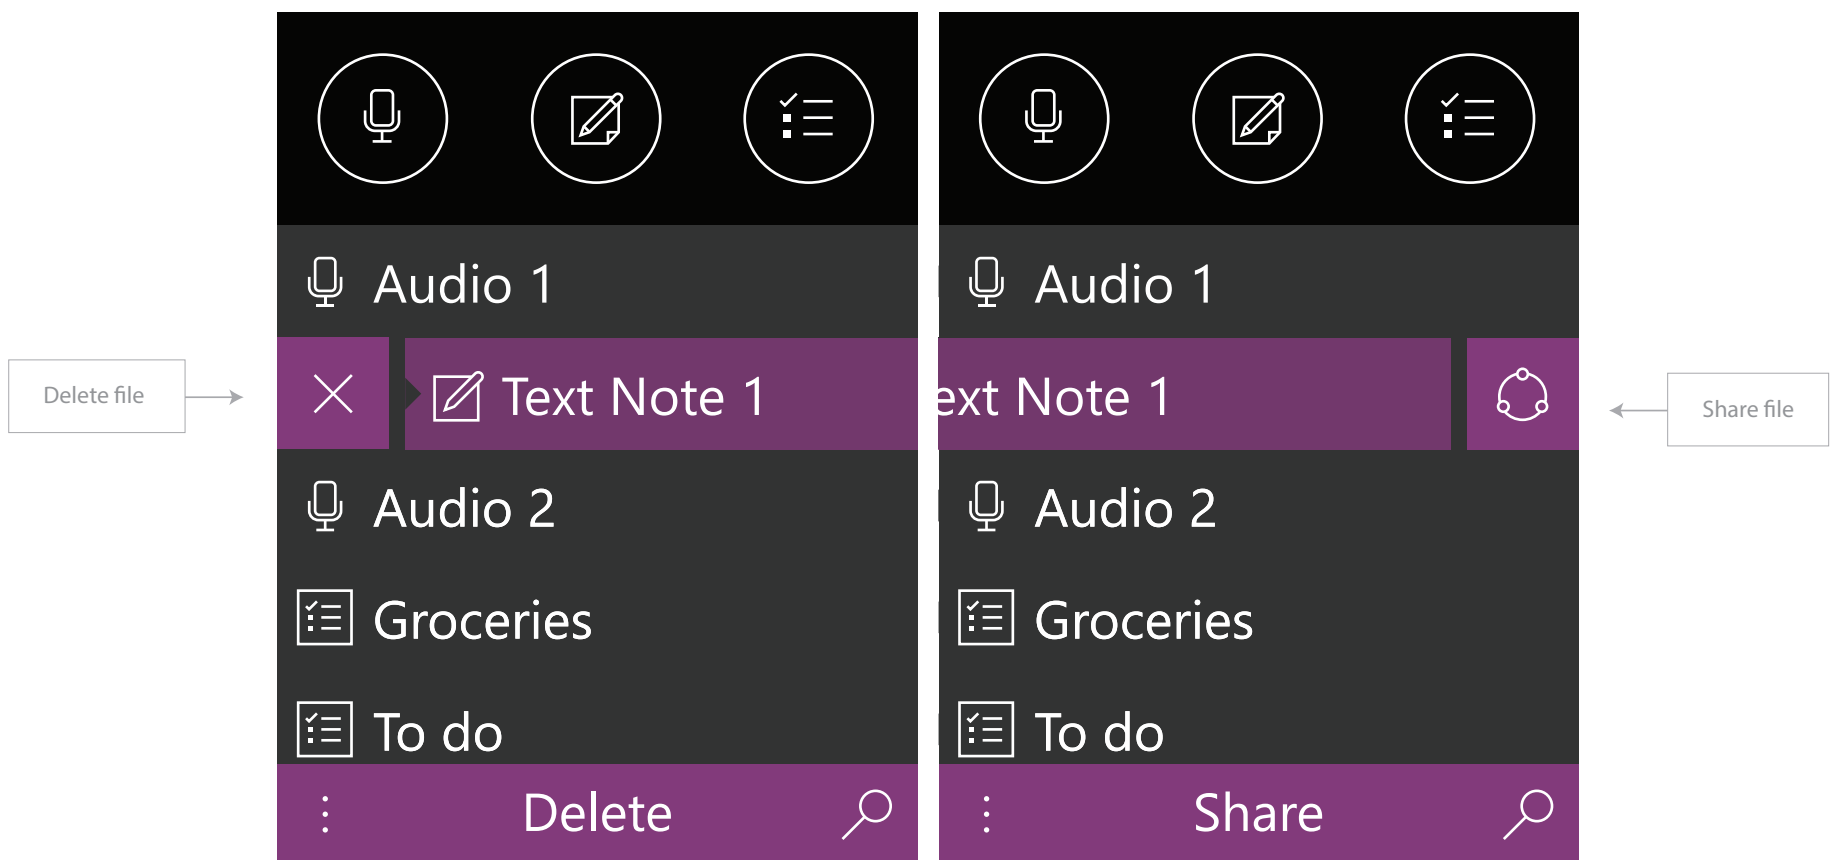 Audio 1
Delete file
Text Note 1
Audio 2
Groceries
To do
Delete
Audio 1
ext Note 1
Share file
Audio 2
Groceries
To do
Share